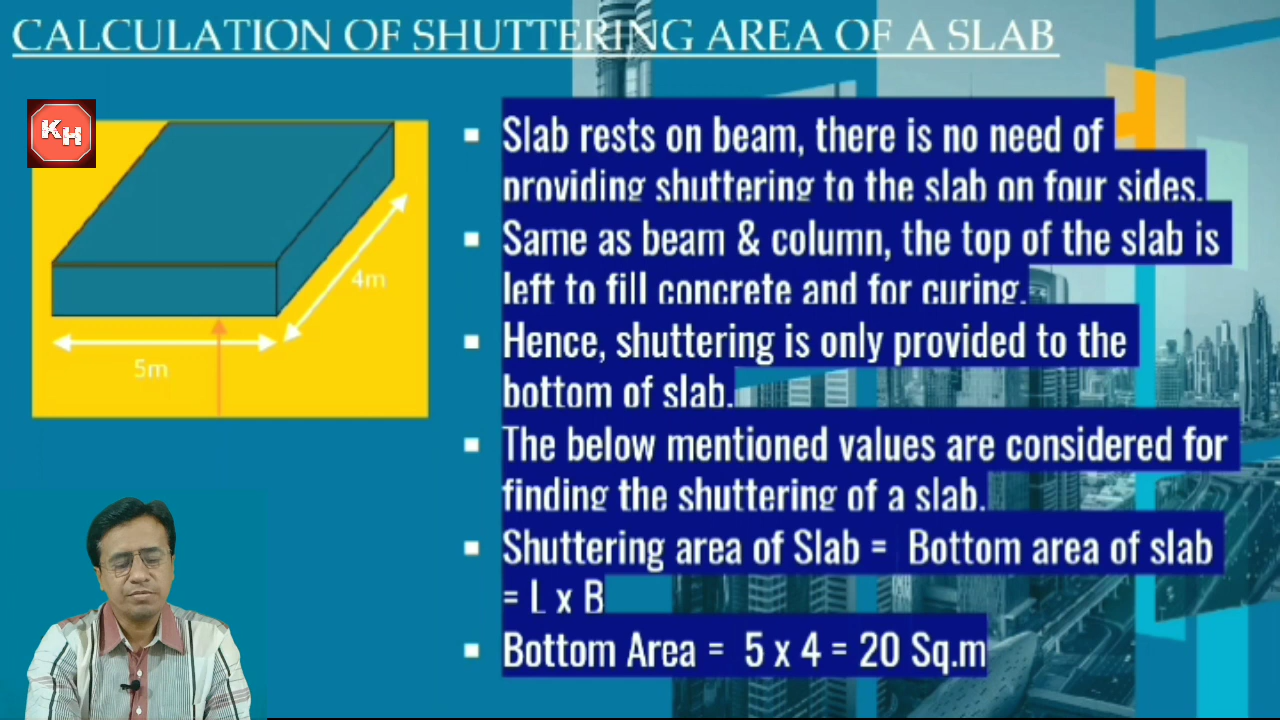 CALCULATION OF SHUTTERING AREA OF A SLAB
KH
4m
5m
▪ Slab rests on beam, there is no need of
providing shuttering to the slab on four sides.
▪ Same as beam & column, the top of the slab is
left to fill concrete and for curing.
▪ Hence, shuttering is only provided to the
bottom of slab.
▪ The below mentioned values are considered for
finding the shuttering of a slab.
▪ Shuttering area of Slab = Bottom area of slab
= L x B
▪ Bottom Area = 5 x 4 = 20 Sq.m